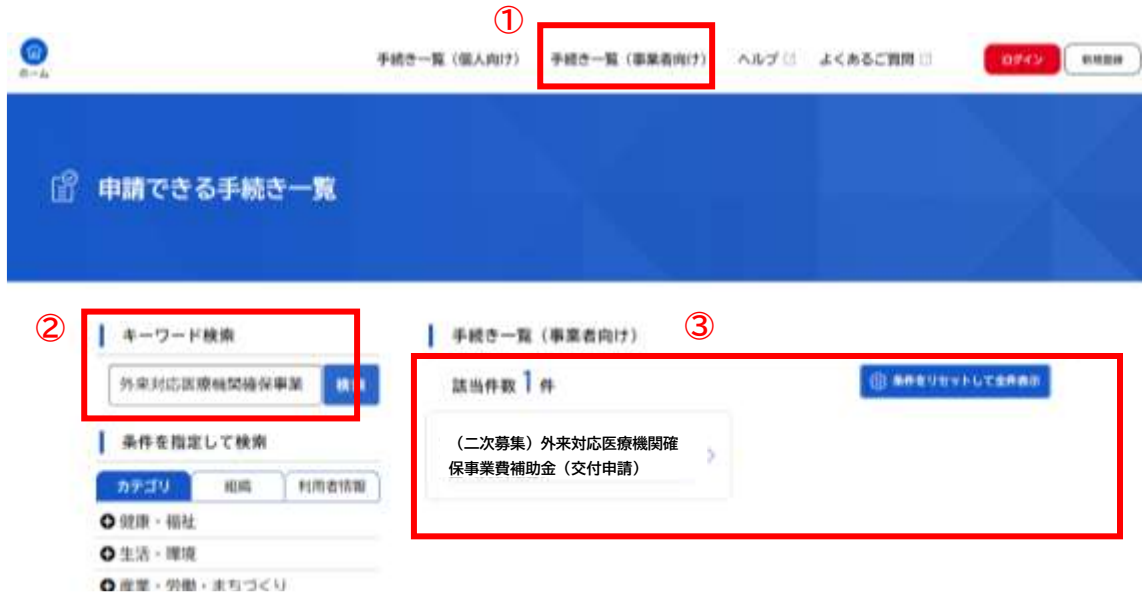 ①
ホーム
手続き一覧（個人向け） 手続き一覧（事業者向け） ヘルプ よくあるご質問 ログイン 新規登録
申請できる手続き一覧
②
キーワード検索
外来対応医療機関確保事業 検索
条件を指定して検索
カテゴリ 組織 利用者情報
健康・福祉
生活・環境
産業・労働・まちづくり
手続き一覧（事業者向け）
③
該当件数 1 件
条件をリセットして全件表示
（二次募集）外来対応医療機関確
保事業費補助金（交付申請）